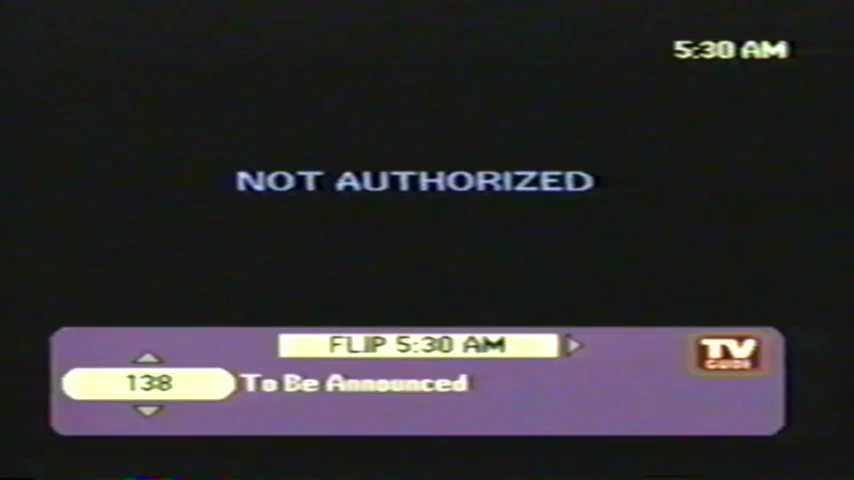 5:30 AM
NOT AUTHORIZED
FLIP 5:30 AM
TV
GUIDE
138
To Be Announced